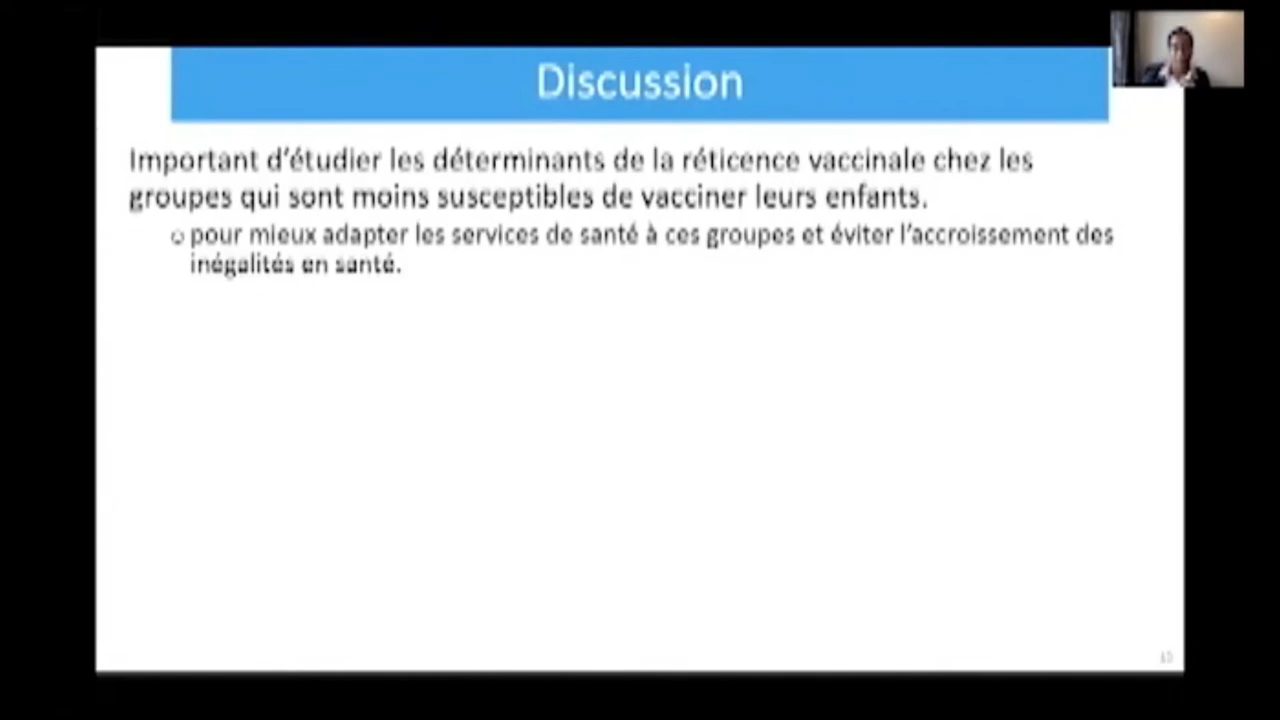 Discussion
Important d'étudier les déterminants de la réticence vaccinale chez les
groupes qui sont moins susceptibles de vacciner leurs enfants.
○ pour mieux adapter les services de santé à ces groupes et éviter l'accroissement des
inégalités en santé.